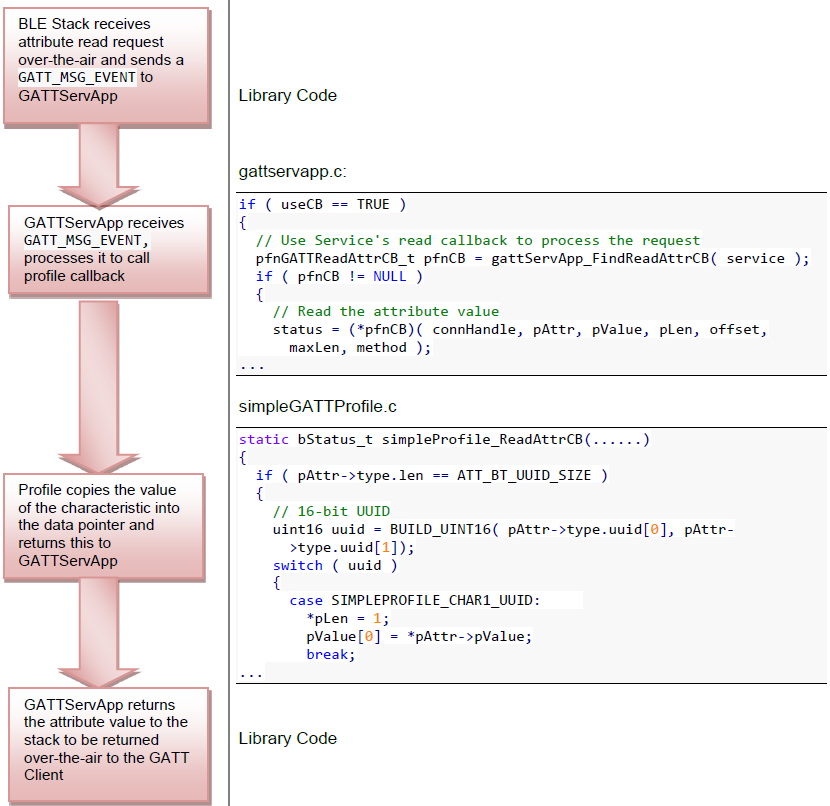 BLE Stack receives
attribute read request
over-the-air and sends a
GATT_MSG_EVENT to
GATTServApp
Library Code
gattservapp.c:
if ( useCB == TRUE )
{
// Use Service's read callback to process the request
pfnGATTReadAttrCB_t pfnCB = gattServApp_FindReadAttrCB( service );
if ( pfnCB != NULL )
{
// Read the attribute value
status = (*pfnCB)( connHandle, pAttr, pValue, pLen, offset,
maxLen, method );
...
GATTServApp receives
GATT_MSG_EVENT,
processes it to call
profile callback
simpleGATTProfile.c
static bStatus_t simpleProfile_ReadAttrCB(......)
{
if ( pAttr->type.len == ATT_BT_UUID_SIZE )
{
// 16-bit UUID
uint16 uuid = BUILD_UINT16( pAttr->type.uuid[0], pAttr-
>type.uuid[1]);
switch ( uuid )
{
case SIMPLEPROFILE_CHAR1_UUID:
*pLen = 1;
pValue[0] = *pAttr->pValue;
break;
...
Profile copies the value
of the characteristic into
the data pointer and
returns this to
GATTServApp
GATTServApp returns
the attribute value to the
stack to be returned
over-the-air to the GATT
Client
Library Code